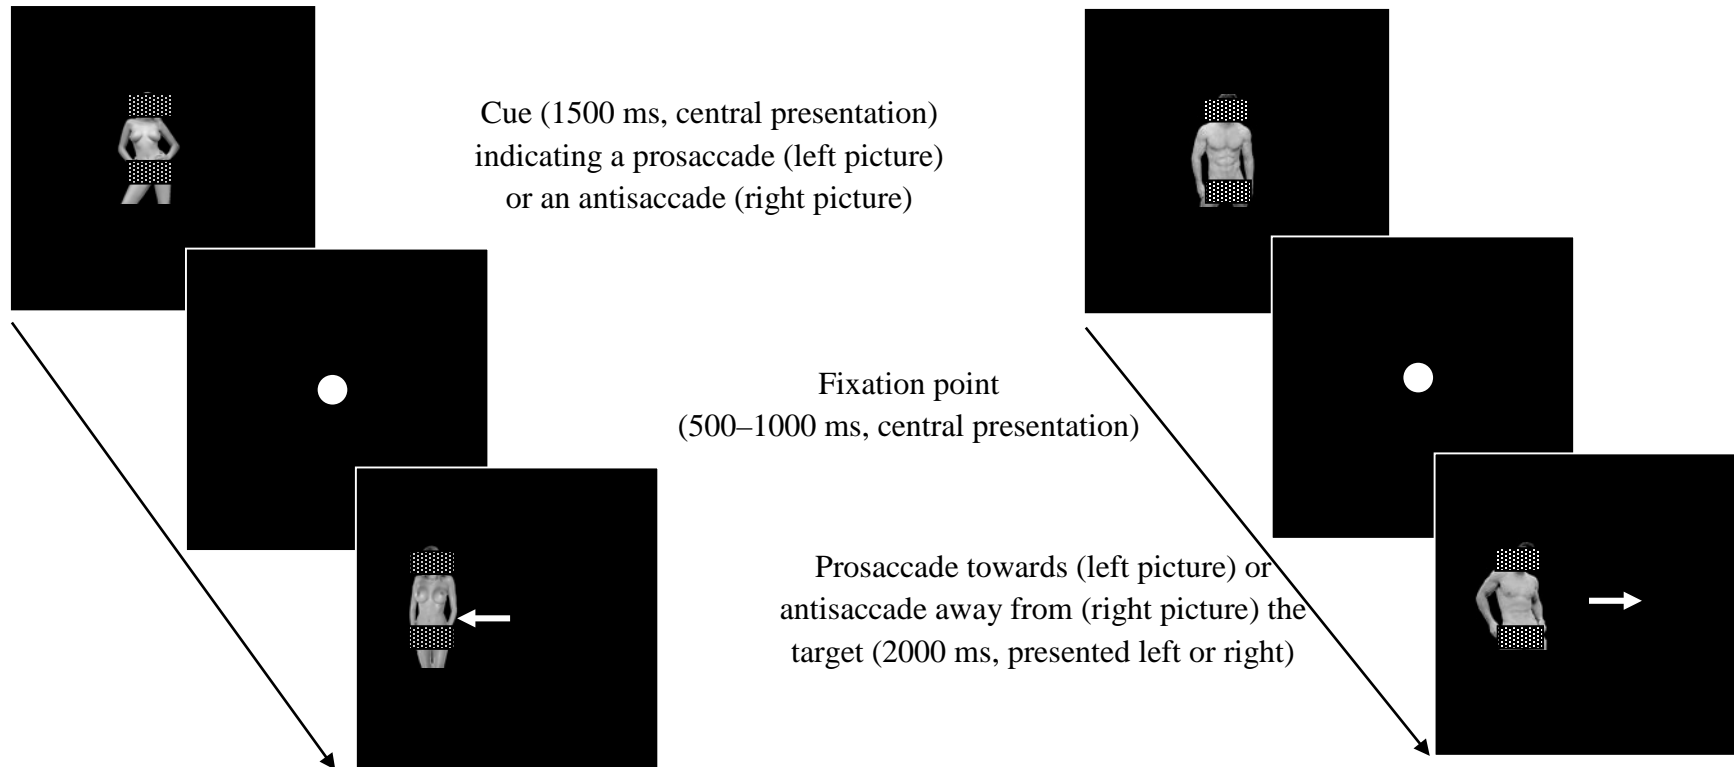 Cue (1500 ms, central presentation)
indicating a prosaccade (left picture)
or an antisaccade (right picture)
Fixation point
(500–1000 ms, central presentation)
Prosaccade towards (left picture) or
antisaccade away from (right picture) the
target (2000 ms, presented left or right)